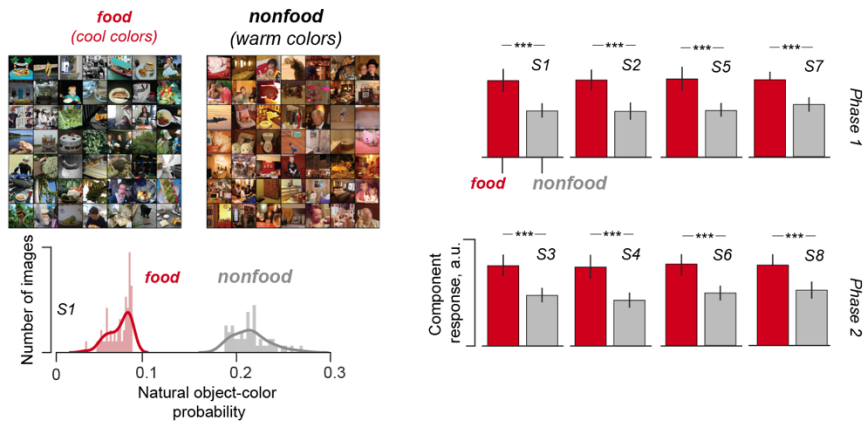 food
(cool colors)
nonfood
(warm colors)
Number of images
S1
food
nonfood
0
0.1
0.2
0.3
Natural object-color
probability
***
S1
***
S2
***
S5
***
S7
Phase 1
food
nonfood
Component
response, a.u.
***
S3
***
S4
***
S6
***
S8
Phase 2